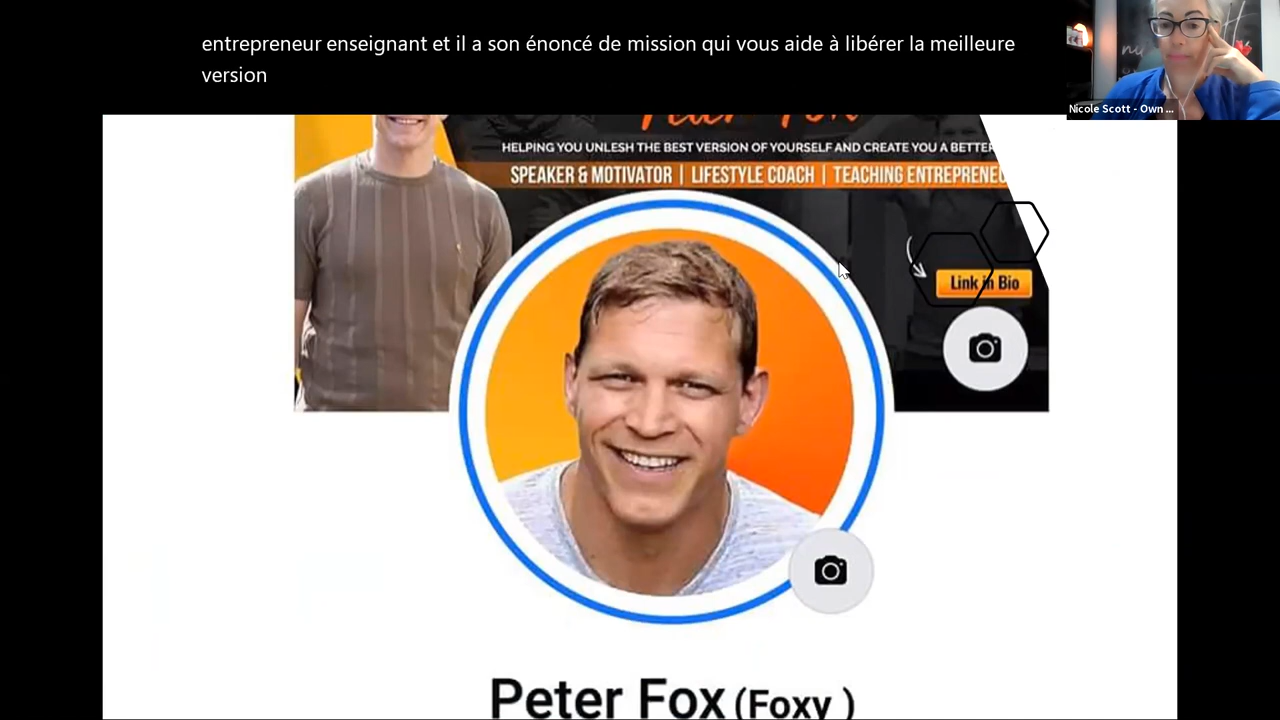 entrepreneur enseignant et il a son énoncé de mission qui vous aide à libérer la meilleure
version
Nicole Scott - Own ...
HELPING YOU UNLESH THE BEST VERSION OF YOURSELF AND CREATE YOU A BETTER
SPEAKER & MOTIVATOR | LIFESTYLE COACH | TEACHING ENTREPRENEU
Link in Bio
Peter Fox (Foxy )